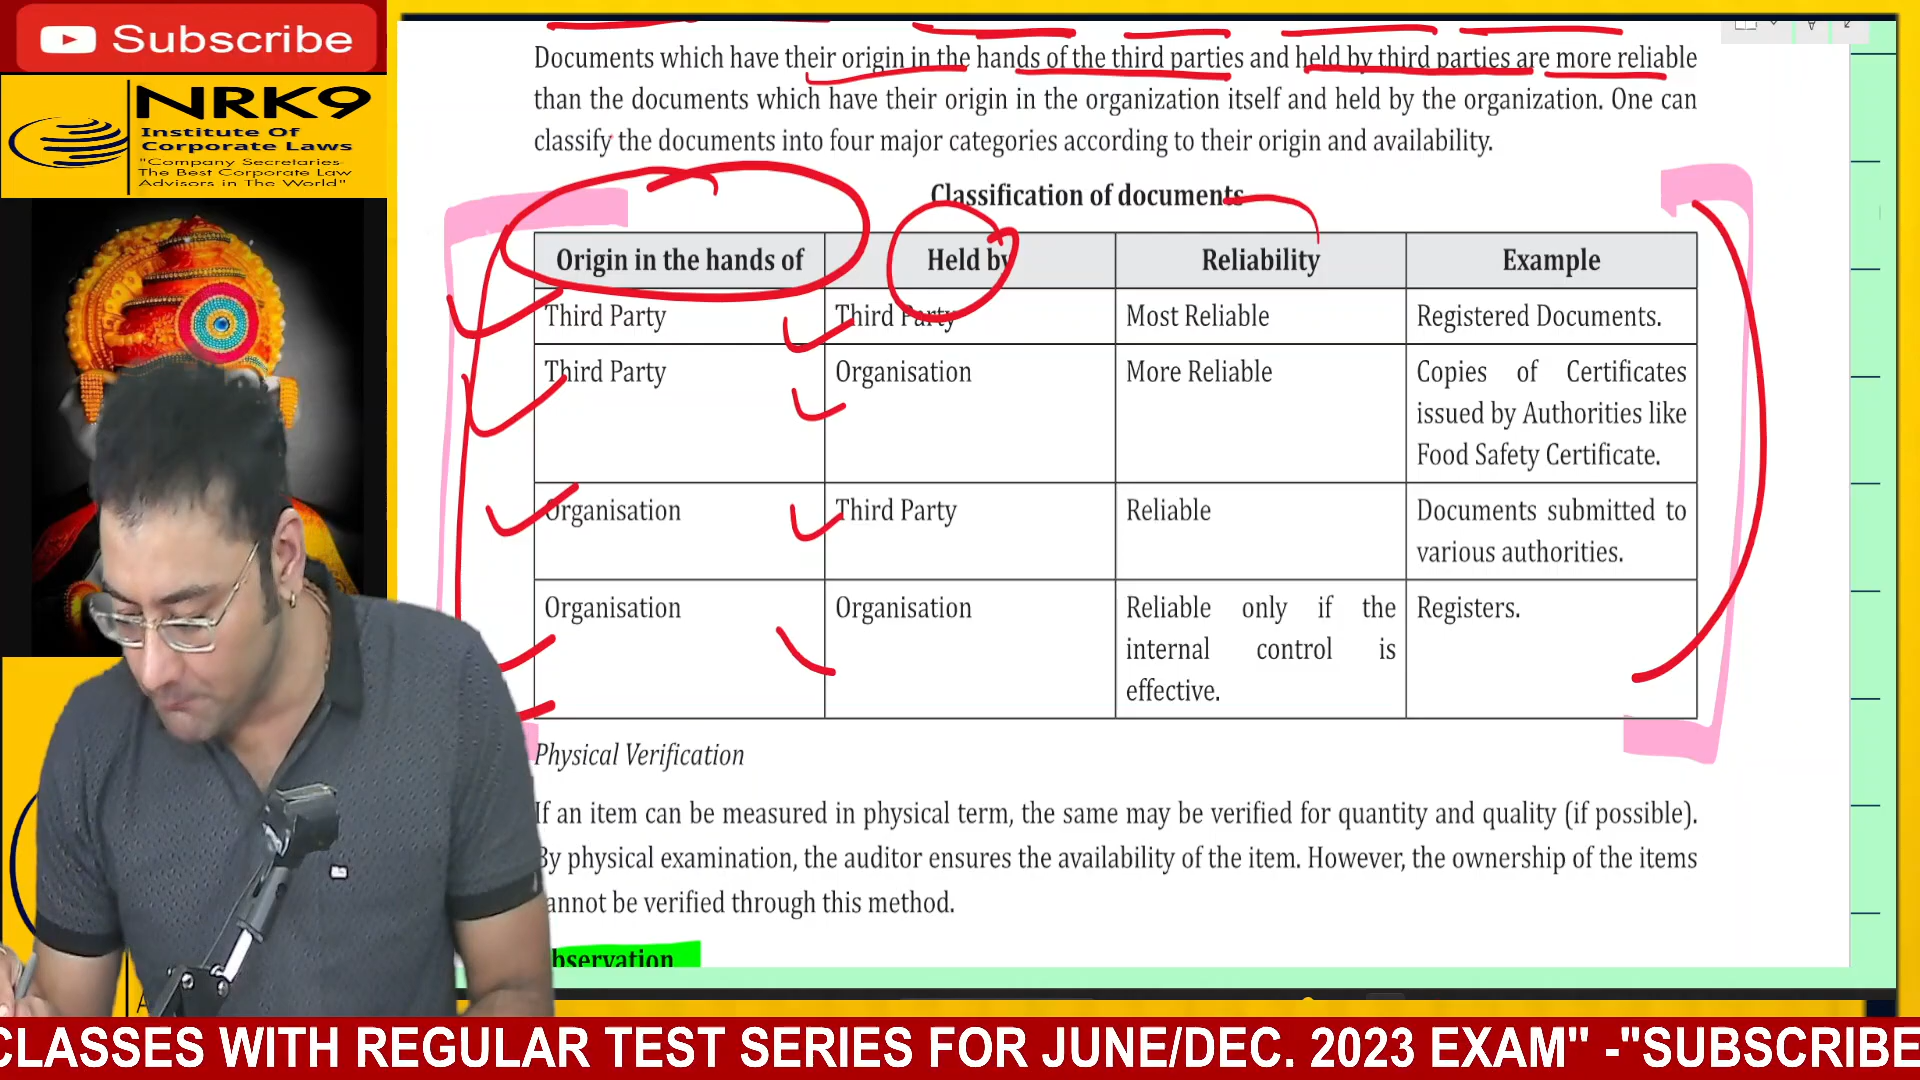 Subscribe
NRK9
Institute Of
Corporate Laws
"Company Secretaries-
The Best Corporate Law
Advisors in The World"
Documents which have their origin in the hands of the third parties and held by third parties are more reliable
than the documents which have their origin in the organization itself and held by the organization. One can
classify the documents into four major categories according to their origin and availability.
Classification of documents
Origin in the hands of Held by Reliability Example
Third Party Third Party Most Reliable Registered Documents.
Third Party Organisation More Reliable Copies of Certificates
issued by Authorities like
Food Safety Certificate.
Organisation Third Party Reliable Documents submitted to
various authorities.
Organisation Organisation Reliable only if the Registers.
internal control is
effective.
Physical Verification
If an item can be measured in physical term, the same may be verified for quantity and quality (if possible).
By physical examination, the auditor ensures the availability of the item. However, the ownership of the items
annot be verified through this method.
bservation
CLASSES WITH REGULAR TEST SERIES FOR JUNE/DEC. 2023 EXAM" -"SUBSCRIBE